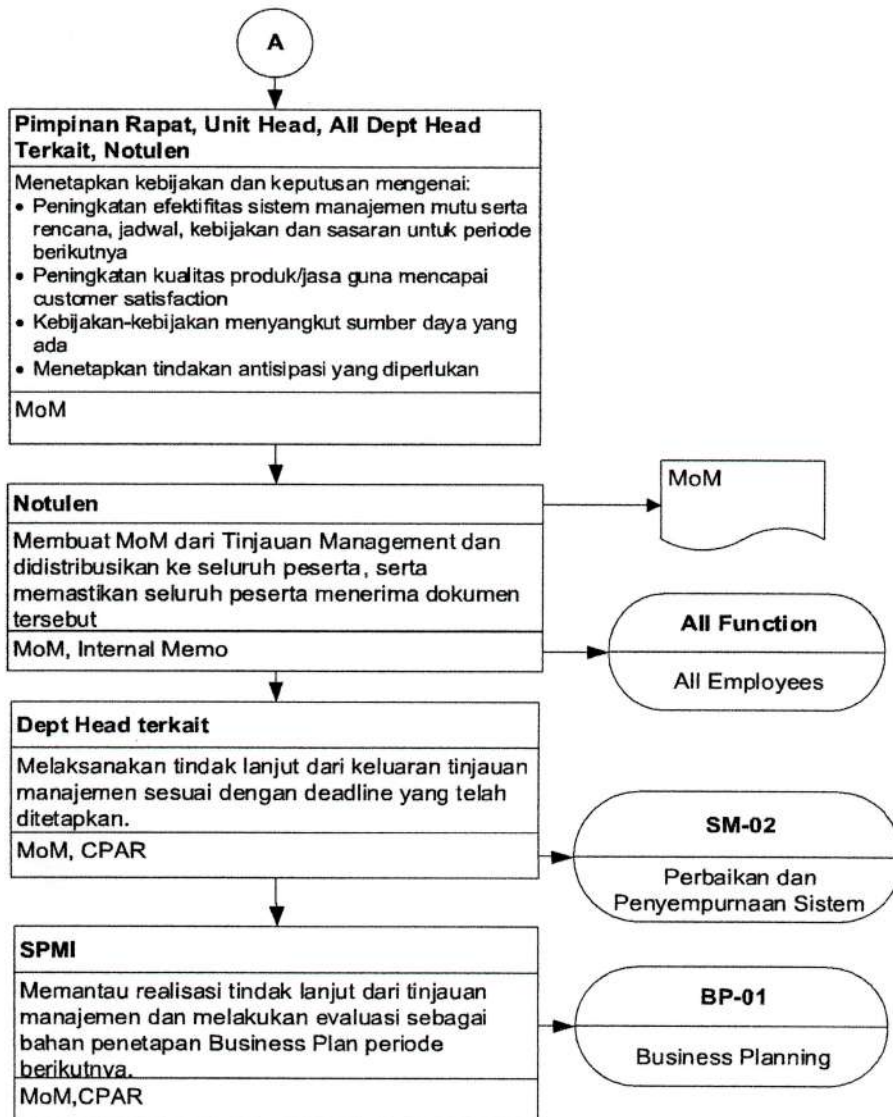 A
Pimpinan Rapat, Unit Head, All Dept Head
Terkait, Notulen
Menetapkan kebijakan dan keputusan mengenai:
• Peningkatan efektifitas sistem manajemen mutu serta
rencana, jadwal, kebijakan dan sasaran untuk periode
berikutnya
• Peningkatan kualitas produk/jasa guna mencapai
customer satisfaction
• Kebijakan-kebijakan menyangkut sumber daya yang
ada
• Menetapkan tindakan antisipasi yang diperlukan
MoM
Notulen
MoM
Membuat MoM dari Tinjauan Management dan
didistribusikan ke seluruh peserta, serta
memastikan seluruh peserta menerima dokumen
tersebut
MoM, Internal Memo
All Function
All Employees
Dept Head terkait
Melaksanakan tindak lanjut dari keluaran tinjauan
manajemen sesuai dengan deadline yang telah
ditetapkan.
MoM, CPAR
SM-02
Perbaikan dan
Penyempurnaan Sistem
SPMI
Memantau realisasi tindak lanjut dari tinjauan
manajemen dan melakukan evaluasi sebagai
bahan penetapan Business Plan periode
berikutnya.
MoM,CPAR
BP-01
Business Planning